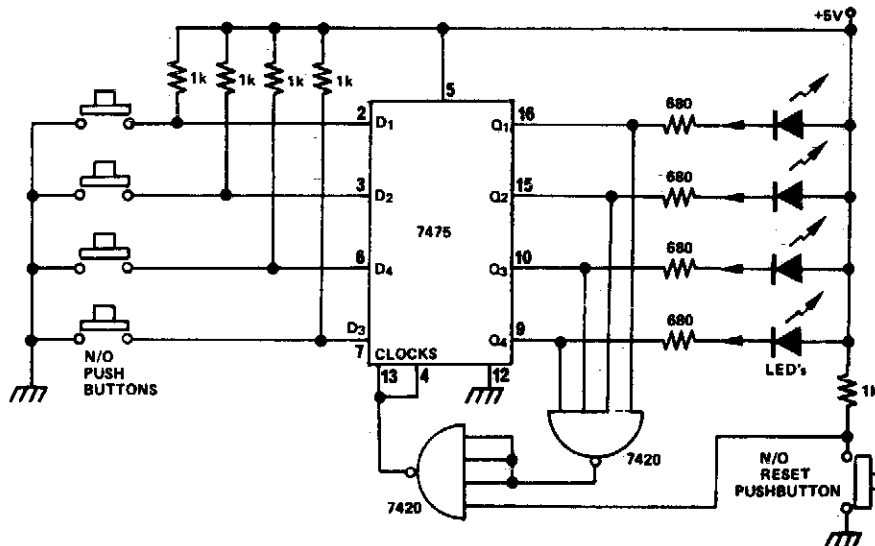 +5V
1k 1k 1k 1k
5
680
2 D1 Q1 16
680
3 D2 Q2 15
7475
680
6 D4 Q3 10
680
D3
7
Q4 9
N/O
PUSH
BUTTONS
CLOCKS
13 4 12
LED's
1k
7420
7420
N/O
RESET
PUSHBUTTON